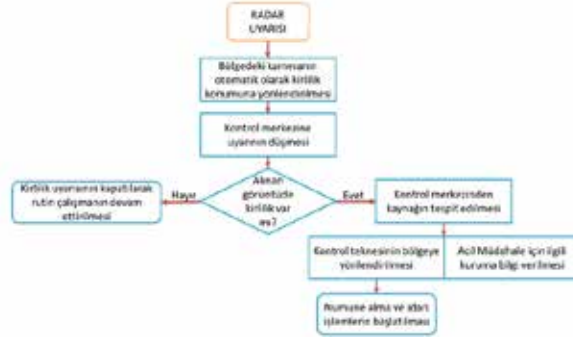 RADAR
UYARISI
Bölgedeki kameranın
otomatik olarak kirlilik
konumuna yönlendirilmesi
Kontrol merkezine
uyarının düşmesi
Alınan
görüntüde
kirlilik var
mı?
Hayır
Evet
Kirlilik uyarısının kapatılarak
rutin çalışmanın devam
ettirilmesi
Kontrol merkezinden
kaynağın tespit edilmesi
Kontrol teknesinin bölgeye
yönlendirilmesi
Acil Müdahale için ilgili
kuruma bilgi verilmesi
Numune alma ve idari
işlemlerin başlatılması